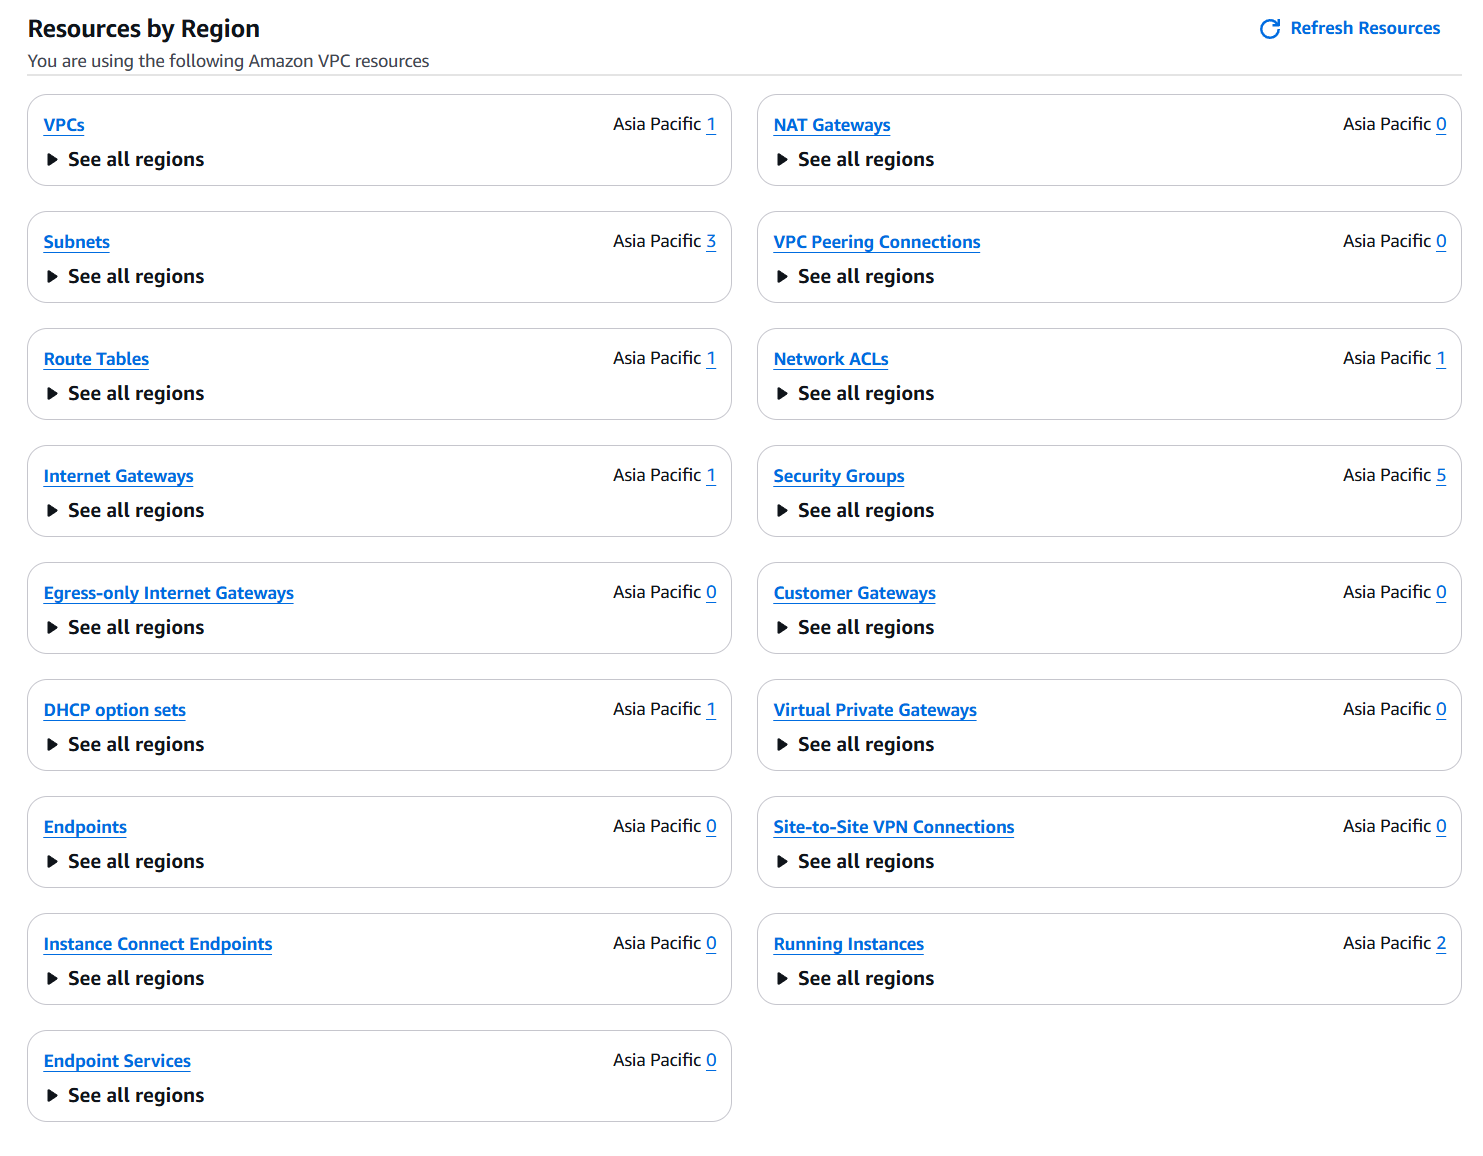 Resources by Region
Refresh Resources
You are using the following Amazon VPC resources
VPCs
Asia Pacific 1
See all regions
NAT Gateways
Asia Pacific 0
See all regions
Subnets
Asia Pacific 3
See all regions
VPC Peering Connections
Asia Pacific 0
See all regions
Route Tables
Asia Pacific 1
See all regions
Network ACLs
Asia Pacific 1
See all regions
Internet Gateways
Asia Pacific 1
See all regions
Security Groups
Asia Pacific 5
See all regions
Egress-only Internet Gateways
Asia Pacific 0
See all regions
Customer Gateways
Asia Pacific 0
See all regions
DHCP option sets
Asia Pacific 1
See all regions
Virtual Private Gateways
Asia Pacific 0
See all regions
Endpoints
Asia Pacific 0
See all regions
Site-to-Site VPN Connections
Asia Pacific 0
See all regions
Instance Connect Endpoints
Asia Pacific 0
See all regions
Running Instances
Asia Pacific 2
See all regions
Endpoint Services
Asia Pacific 0
See all regions